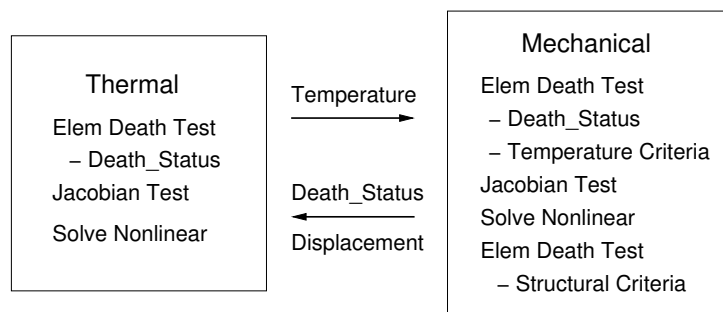 Thermal
Elem Death Test
– Death_Status
Jacobian Test
Solve Nonlinear
Temperature
Death_Status
Displacement
Mechanical
Elem Death Test
– Death_Status
– Temperature Criteria
Jacobian Test
Solve Nonlinear
Elem Death Test
– Structural Criteria